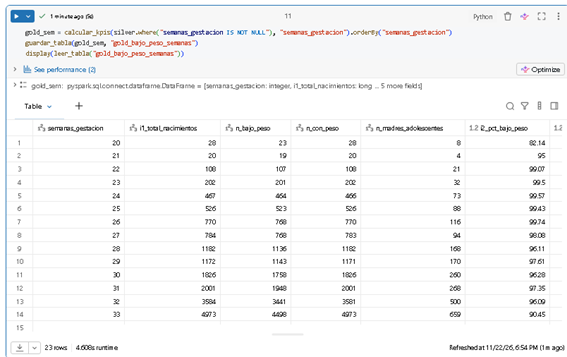 1 minute ago (5s)
11
Python
gold_sem = calcular_kpis(silver.where("semanas_gestacion IS NOT NULL"), "semanas_gestacion").orderBy("semanas_gestacion")
guardar_tabla(gold_sem, "gold_bajo_peso_semanas")
display(leer_tabla("gold_bajo_peso_semanas"))
See performance (2)
Optimize
gold_sem: pyspark.sql.connect.dataframe.DataFrame = [semanas_gestacion: integer, i1_total_nacimientos: long ... 5 more fields]
Table
semanas_gestacion i1_total_nacimientos n_bajo_peso n_con_peso n_madres_adolescentes 1.2 i2_pct_bajo_peso
1 20 28 23 28 8 82.14
2 21 20 19 20 4 95
3 22 108 107 108 21 99.07
4 23 202 201 202 32 99.5
5 24 467 464 466 73 99.57
6 25 526 523 526 88 99.43
7 26 770 768 770 116 99.74
8 27 784 768 783 94 98.08
9 28 1182 1136 1182 168 96.11
10 29 1172 1143 1171 170 97.61
11 30 1826 1758 1826 260 96.28
12 31 2001 1948 2001 268 97.35
13 32 3584 3441 3581 500 96.09
14 33 4973 4498 4973 659 90.45
15
23 rows 4.608s runtime
Refreshed at 11/22/26, 6:54 PM (1m ago)